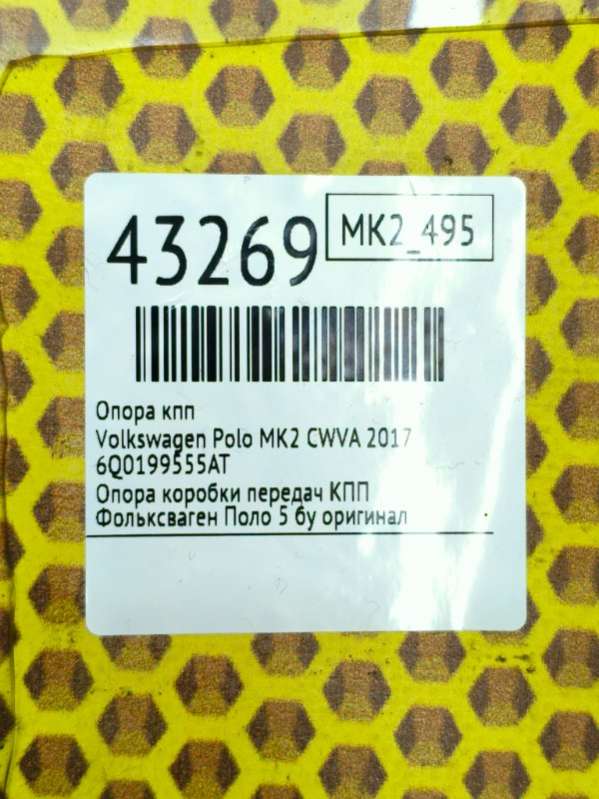 43269
MK2_495
Опора кпп
Volkswagen Polo MK2 CWVA 2017
6Q0199555AT
Опора коробки передач КПП
Фольксваген Поло 5 бу оригинал